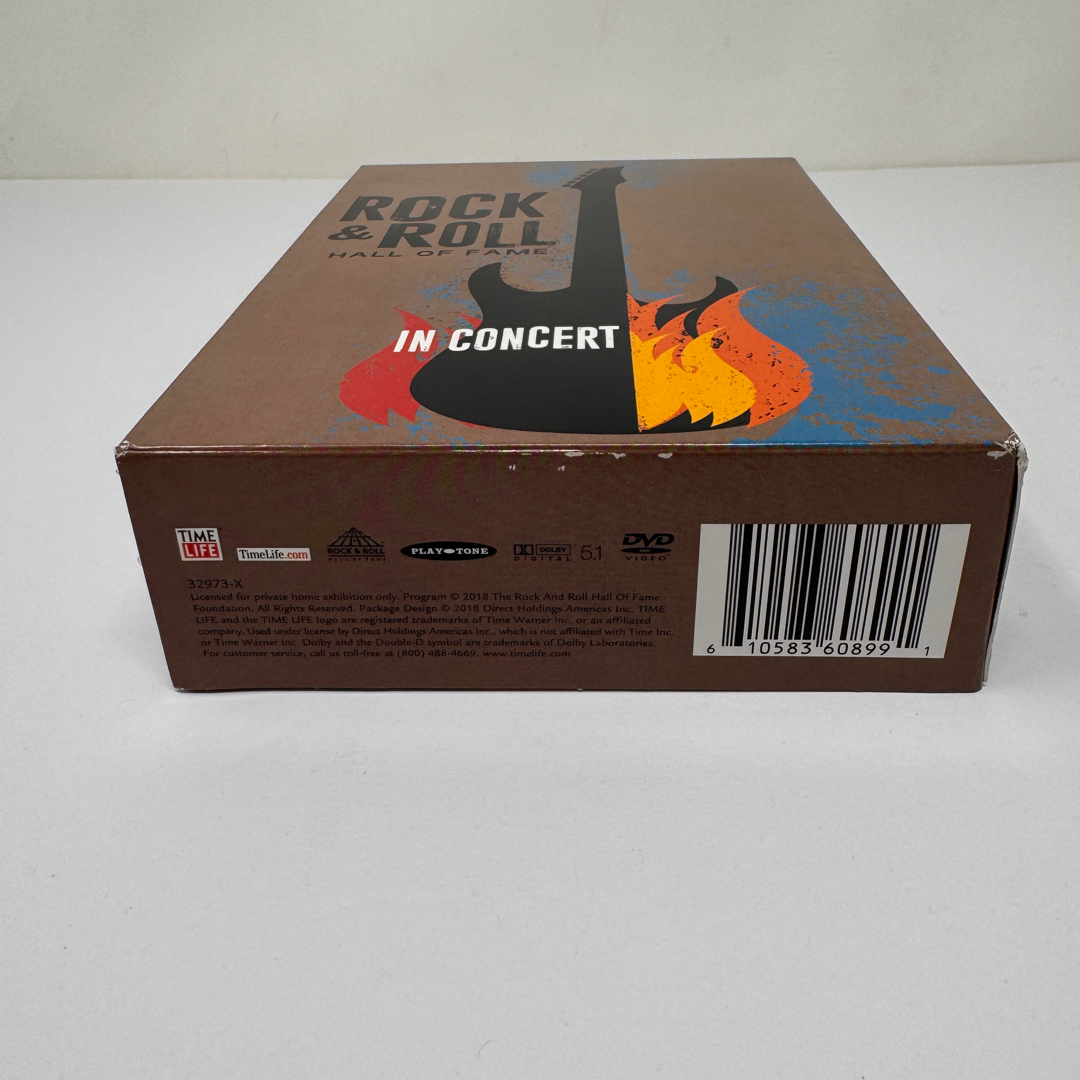 ROCK
& ROLL
HALL OF FAME
IN CONCERT
TIME
LIFE
TimeLife.com
ROCK & ROLL
HALL OF FAME
PLAY-TONE
DOLBY
DIGITAL 5.1
DVD
VIDEO
32973-X
Licensed for private home exhibition only. Program © 2018 The Rock And Roll Hall Of Fame
Foundation. All Rights Reserved. Package Design © 2018 Direct Holdings Americas Inc. TIME
LIFE and the TIME LIFE logo are registered trademarks of Time Warner Inc. or an affiliated
company. Used under license by Direct Holdings Americas Inc., which is not affiliated with Time Inc.
or Time Warner Inc. Dolby and the Double-D symbol are trademarks of Dolby Laboratories.
For customer service, call us toll-free at (800) 488-4669. www.timelife.com
6 10583 60899 1